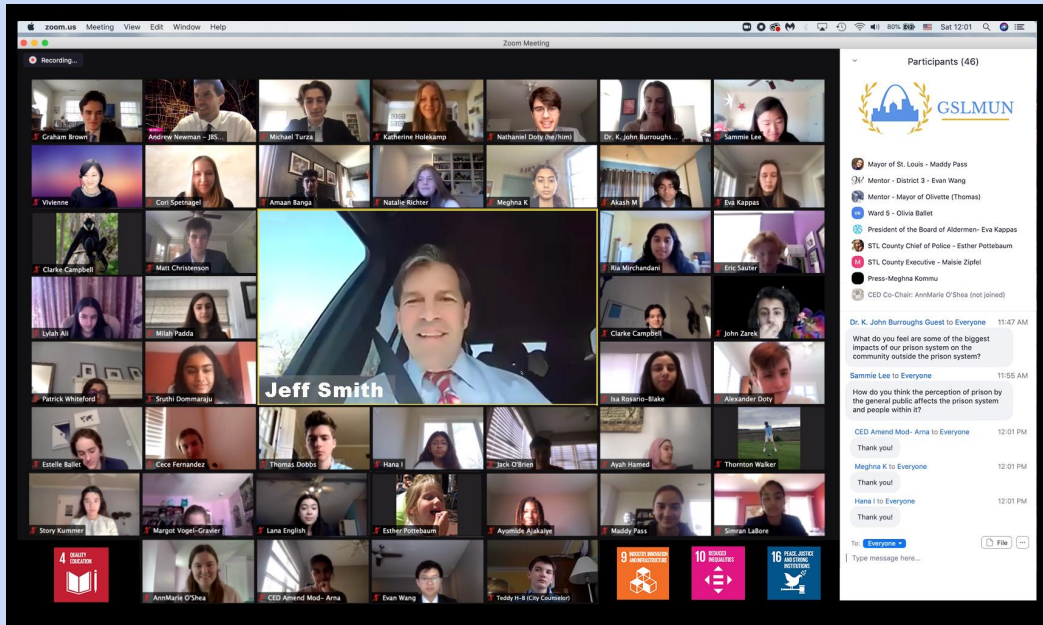 zoom.us Meeting View Edit Window Help
80% Sat 12:01
Zoom Meeting
Recording...
Graham Brown
Andrew Newman - JBS...
Michael Turza
Katherine Holekamp
Nathaniel Doty (he/him)
Dr. K. John Burroughs...
Sammie Lee
Vivienne
Cori Spetnagel
Amaan Banga
Natalie Richter
Meghna K
Akash M
Eva Kappas
Clarke Campbell
Matt Christenson
Ria Mirchandani
Eric Sauter
Lylah Ali
Milah Padda
Clarke Campbell
John Zarek
Jeff Smith
Patrick Whiteford
Sruthi Dommaraju
Isa Rosario-Blake
Alexander Doty
Estelle Ballet
Cece Fernandez
Thomas Dobbs
Hana I
Jack O'Brien
Ayah Hamed
Thornton Walker
Story Kummer
Margot Vogel-Gravier
Lana English
Esther Pottebaum
Ayomide Ajakaiye
Maddy Pass
Simran LaBore
4 QUALITY
EDUCATION
AnnMarie O'Shea
CED Amend Mod- Arna
Evan Wang
Teddy H-B (City Counselor)
9 INDUSTRY, INNOVATION
AND INFRASTRUCTURE
10 REDUCED
INEQUALITIES
16 PEACE, JUSTICE
AND STRONG
INSTITUTIONS
Participants (46)
GSLMUN
Mayor of St. Louis - Maddy Pass
Mentor - District 3 - Evan Wang
Mentor - Mayor of Olivette (Thomas)
Ward 5 - Olivia Ballet
President of the Board of Aldermen- Eva Kappas
STL County Chief of Police - Esther Pottebaum
M STL County Executive - Maisie Zipfel
Press-Meghna Kommu
CED Co-Chair: AnnMarie O'Shea (not joined)
Dr. K. John Burroughs Guest to Everyone 11:47 AM
What do you feel are some of the biggest
impacts of our prison system on the
community outside the prison system?
Sammie Lee to Everyone 11:55 AM
How do you think the perception of prison by
the general public affects the prison system
and people within it?
CED Amend Mod- Arna to Everyone 12:01 PM
Thank you!
Meghna K to Everyone 12:01 PM
Thank you!
Hana I to Everyone 12:01 PM
Thank you!
To: Everyone File
Type message here...